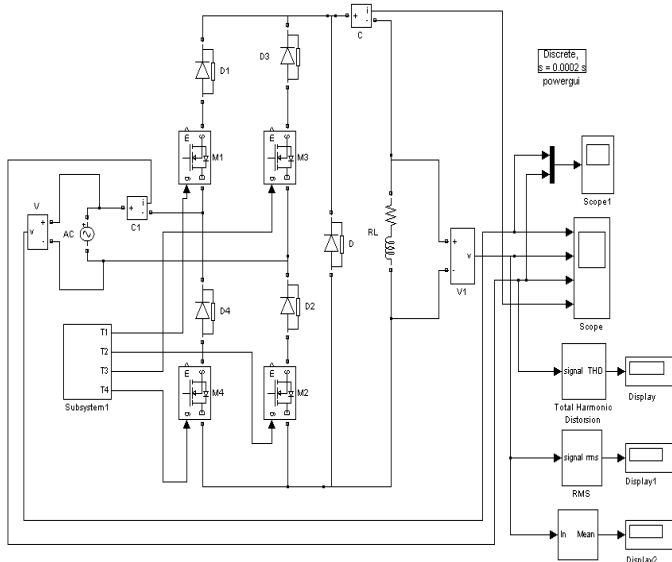 D1
D3
C
i
-
+
Discrete,
s = 0.0002 s
powergui
M1
M3
V
AC
C1
D
RL
V1
Scope1
Scope
D4
D2
T1
T2
T3
T4
Subsystem1
M4
M2
signal THD
Total Harmonic
Distorsion
Display
signal rms
RMS
Display1
In Mean
Display2